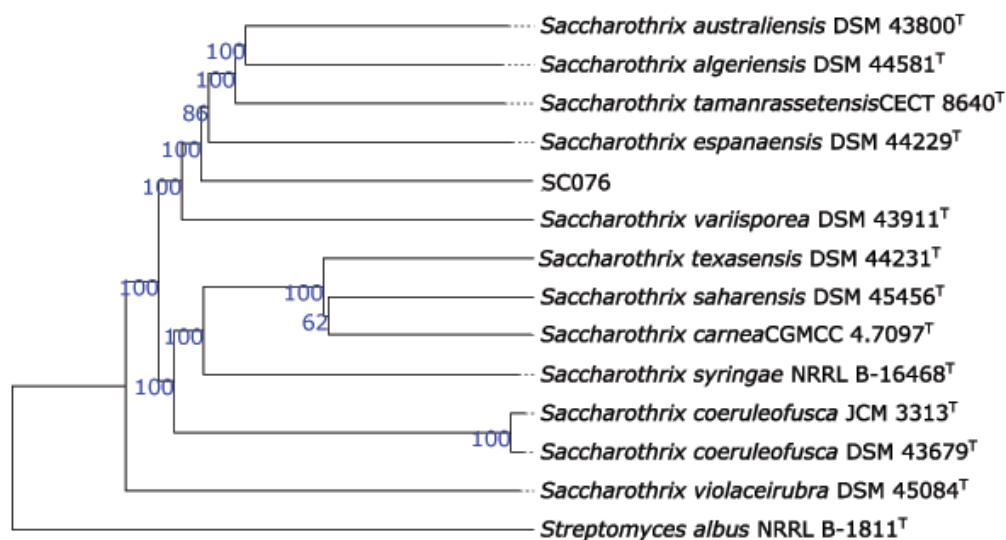 Saccharothrix australiensis DSM 43800ᵀ
100
Saccharothrix algeriensis DSM 44581ᵀ
100
Saccharothrix tamanrassetensisCECT 8640ᵀ
86
Saccharothrix espanaensis DSM 44229ᵀ
100
SC076
100
Saccharothrix variisporea DSM 43911ᵀ
Saccharothrix texasensis DSM 44231ᵀ
100
100
Saccharothrix saharensis DSM 45456ᵀ
62
Saccharothrix carneaCGMCC 4.7097ᵀ
100
Saccharothrix syringae NRRL B-16468ᵀ
100
Saccharothrix coeruleofusca JCM 3313ᵀ
100
Saccharothrix coeruleofusca DSM 43679ᵀ
Saccharothrix violaceirubra DSM 45084ᵀ
Streptomyces albus NRRL B-1811ᵀ